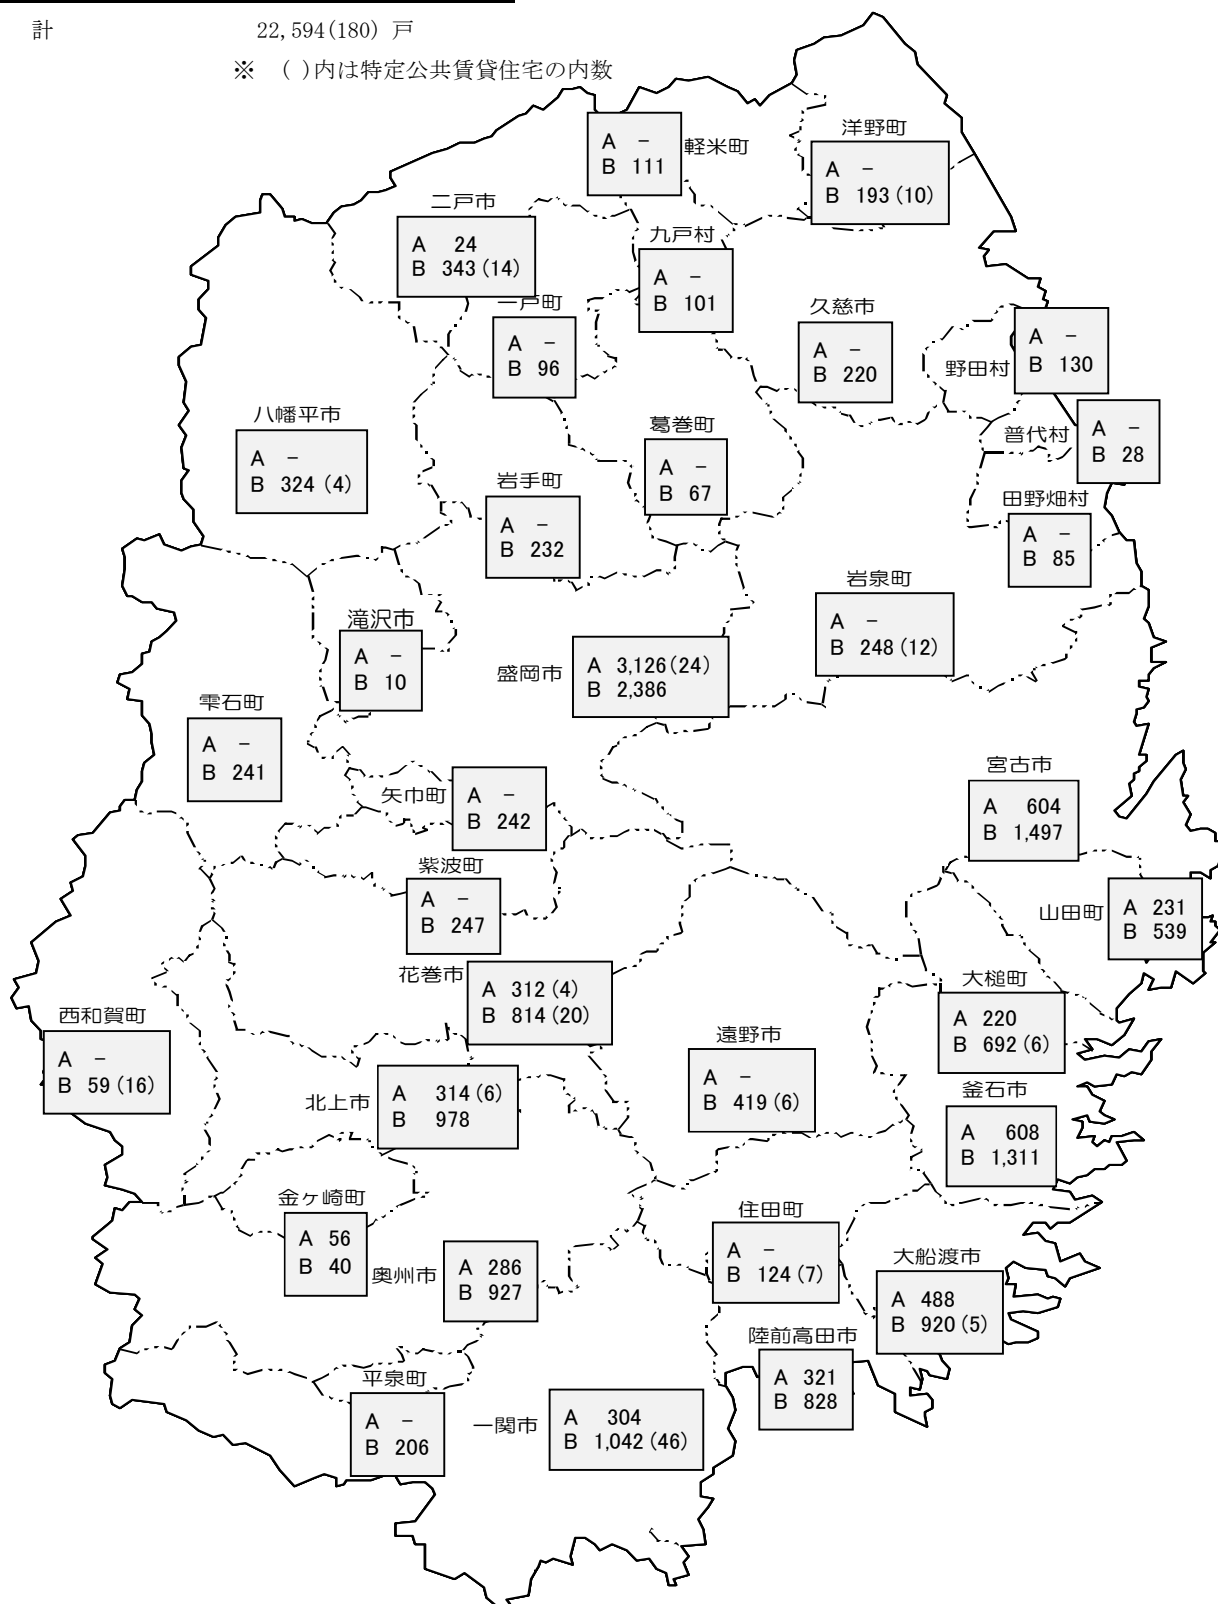 計 22,594(180) 戸
※ ( )内は特定公共賃貸住宅の内数
軽米町
A －
B 111
洋野町
A －
B 193(10)
二戸市
A 24
B 343(14)
九戸村
A －
B 101
一戸町
A －
B 96
久慈市
A －
B 220
野田村
A －
B 130
普代村
A －
B 28
八幡平市
A －
B 324(4)
葛巻町
A －
B 67
岩手町
A －
B 232
田野畑村
A －
B 85
岩泉町
A －
B 248(12)
滝沢市
A －
B 10
盛岡市
A 3,126(24)
B 2,386
雫石町
A －
B 241
矢巾町
A －
B 242
宮古市
A 604
B 1,497
紫波町
A －
B 247
山田町
A 231
B 539
花巻市
A 312(4)
B 814(20)
大槌町
A 220
B 692(6)
西和賀町
A －
B 59(16)
遠野市
A －
B 419(6)
北上市
A 314(6)
B 978
釜石市
A 608
B 1,311
金ヶ崎町
A 56
B 40
住田町
A －
B 124(7)
奥州市
A 286
B 927
大船渡市
A 488
B 920(5)
陸前高田市
A 321
B 828
平泉町
A －
B 206
一関市
A 304
B 1,042(46)